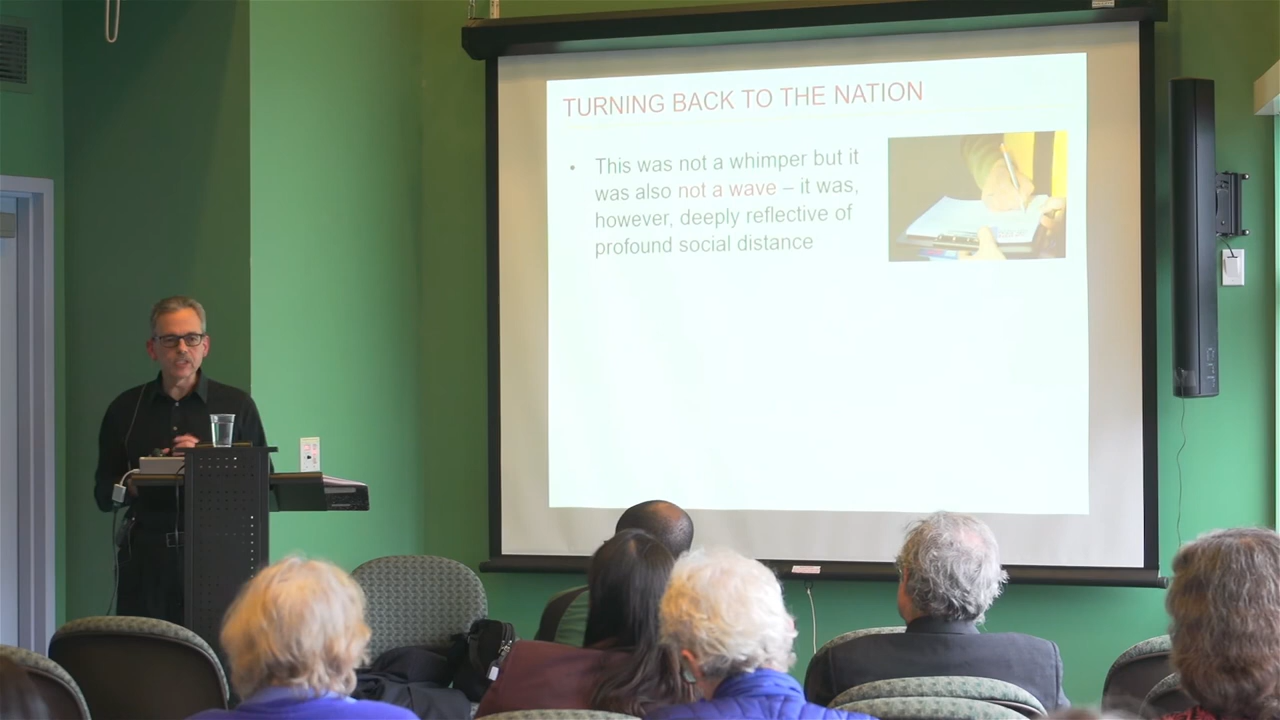 TURNING BACK TO THE NATION
• This was not a whimper but it
was also not a wave – it was,
however, deeply reflective of
profound social distance